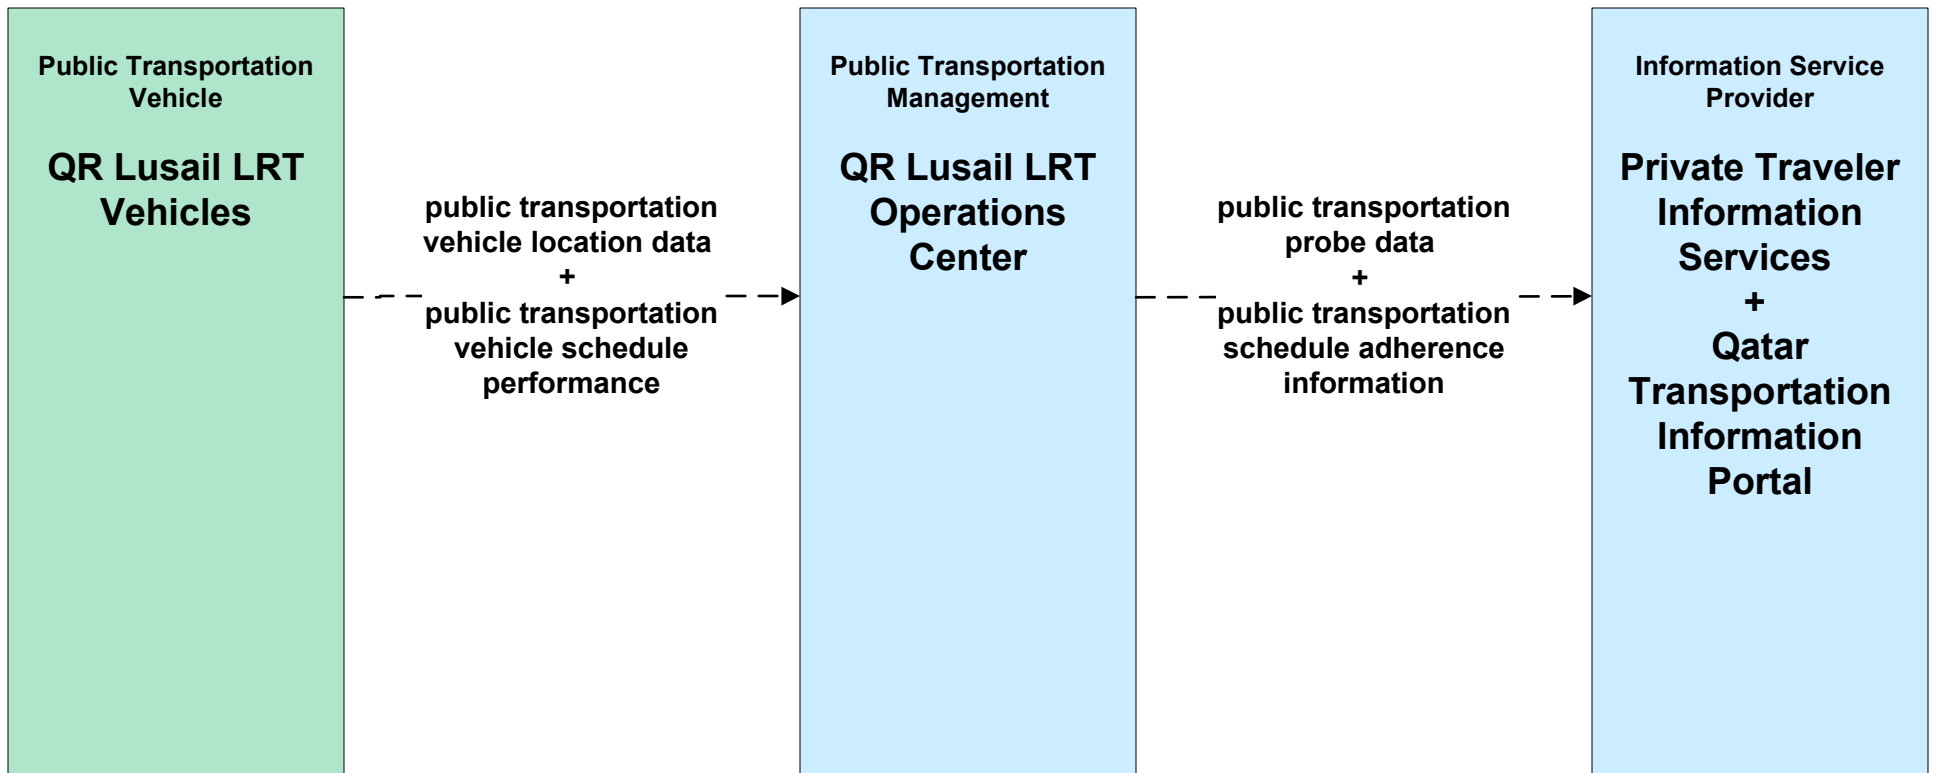 Public Transportation
Vehicle
QR Lusail LRT
Vehicles
public transportation
vehicle location data
+
public transportation
vehicle schedule
performance
Public Transportation
Management
QR Lusail LRT
Operations
Center
public transportation
probe data
+
public transportation
schedule adherence
information
Information Service
Provider
Private Traveler
Information
Services
+
Qatar
Transportation
Information
Portal